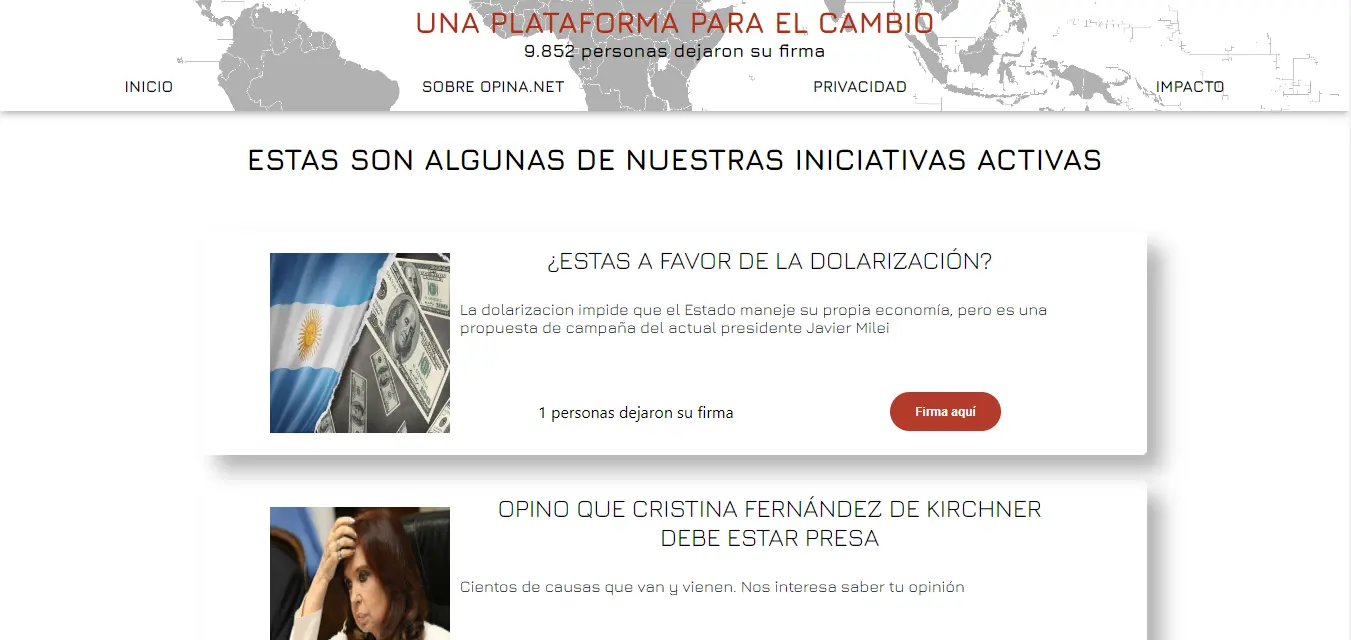 UNA PLATAFORMA PARA EL CAMBIO
9.852 personas dejaron su firma
INICIO
SOBRE OPINA.NET
PRIVACIDAD
IMPACTO
ESTAS SON ALGUNAS DE NUESTRAS INICIATIVAS ACTIVAS
¿ESTAS A FAVOR DE LA DOLARIZACIÓN?
La dolarizacion impide que el Estado maneje su propia economía, pero es una
propuesta de campaña del actual presidente Javier Milei
1 personas dejaron su firma
Firma aquí
OPINO QUE CRISTINA FERNÁNDEZ DE KIRCHNER
DEBE ESTAR PRESA
Cientos de causas que van y vienen. Nos interesa saber tu opinión